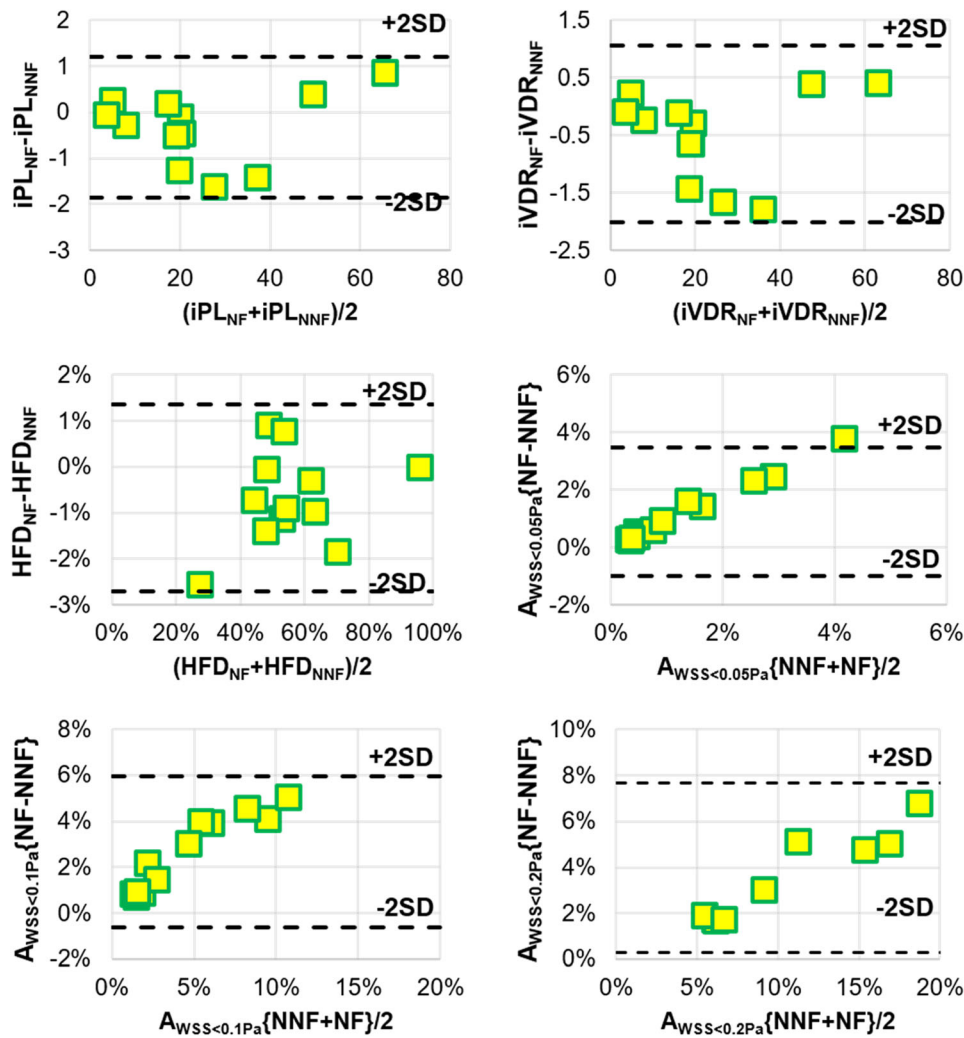 2
1
0
-1
-2
-3
iPLNF-iPLNNF
+2SD
-2SD
0 20 40 60 80
(iPLNF+iPLNNF)/2
1.5
0.5
-0.5
-1.5
-2.5
iVDRNF-iVDRNNF
+2SD
-2SD
0 20 40 60 80
(iVDRNF+iVDRNNF)/2
2%
1%
0%
-1%
-2%
-3%
HFDNF-HFDNNF
+2SD
-2SD
0% 20% 40% 60% 80% 100%
(HFDNF+HFDNNF)/2
6%
4%
2%
0%
-2%
AWSS<0.05Pa{NF-NNF}
+2SD
-2SD
0% 2% 4% 6%
AWSS<0.05Pa{NNF+NF}/2
8%
6%
4%
2%
0%
-2%
AWSS<0.1Pa{NF-NNF}
+2SD
-2SD
0% 5% 10% 15% 20%
AWSS<0.1Pa{NNF+NF}/2
10%
8%
6%
4%
2%
0%
AWSS<0.2Pa{NF-NNF}
+2SD
-2SD
0% 5% 10% 15% 20%
AWSS<0.2Pa{NNF+NF}/2